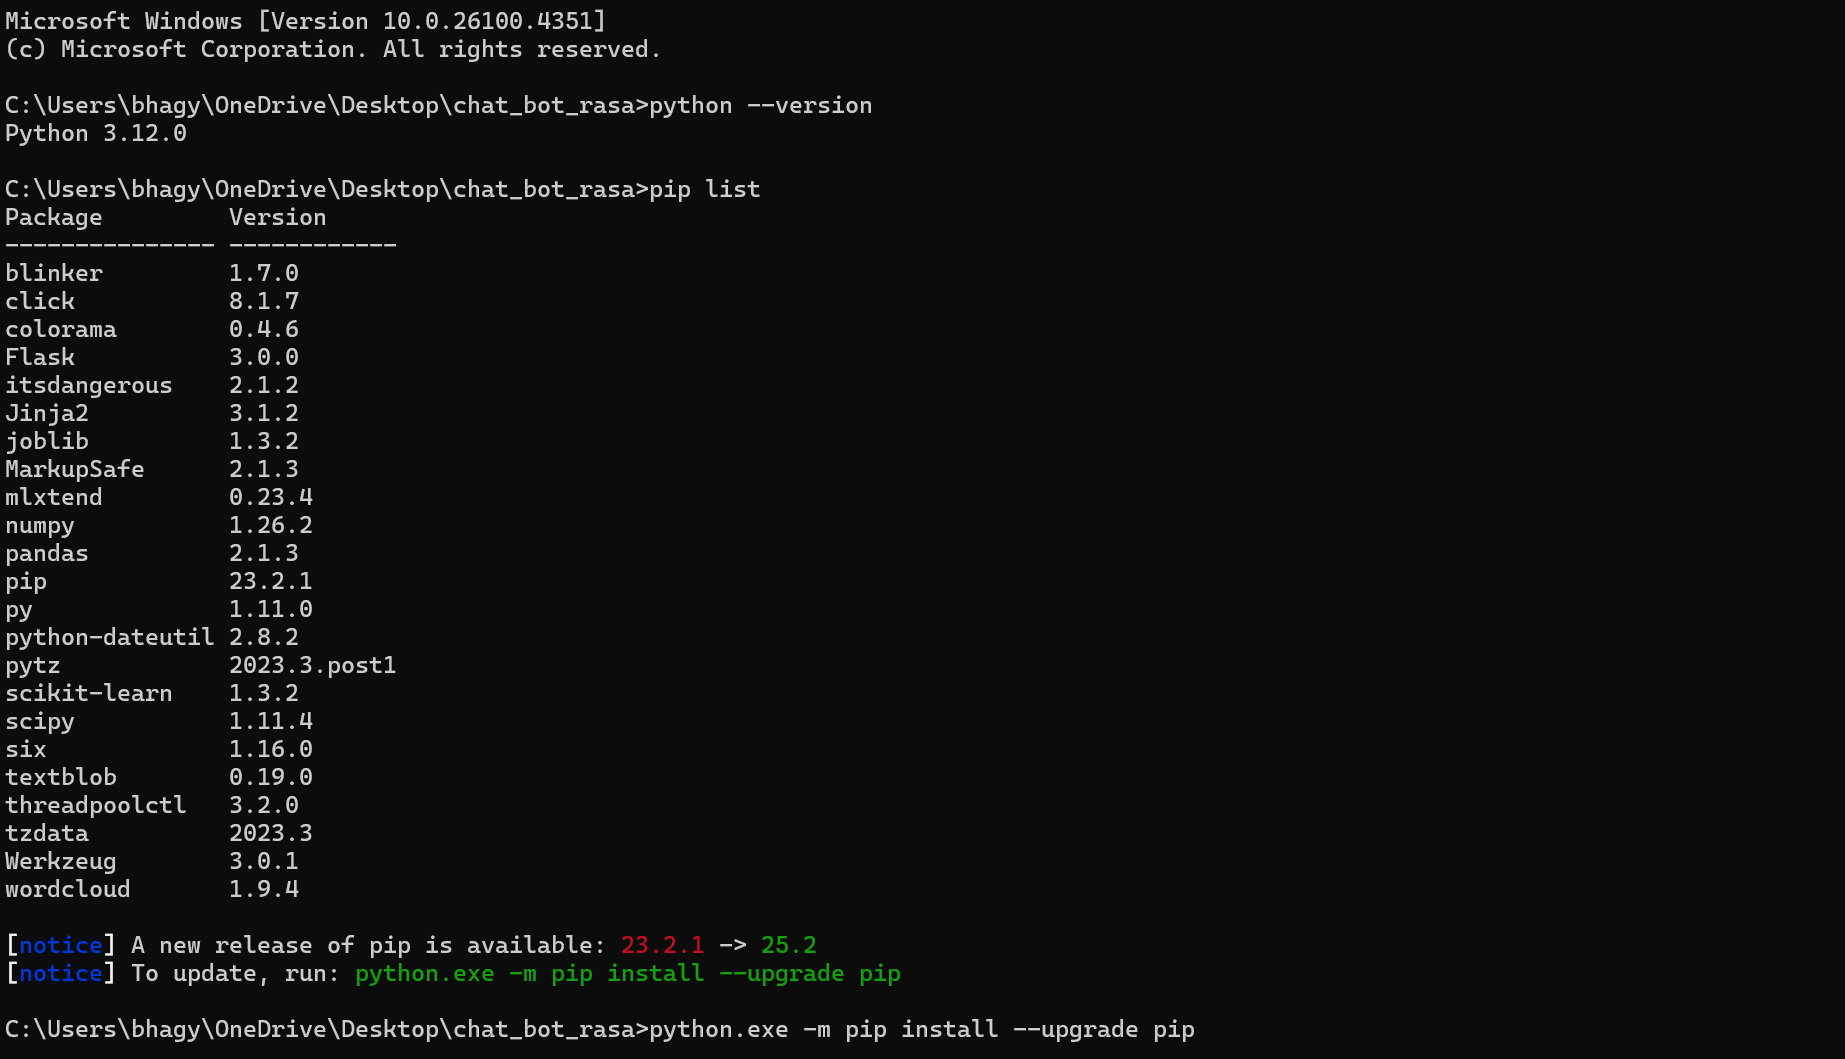 Microsoft Windows [Version 10.0.26100.4351]
(c) Microsoft Corporation. All rights reserved.
C:\Users\bhagy\OneDrive\Desktop\chat_bot_rasa>python --version
Python 3.12.0
C:\Users\bhagy\OneDrive\Desktop\chat_bot_rasa>pip list
Package         Version
--------------- ------------
blinker         1.7.0
click           8.1.7
colorama        0.4.6
Flask           3.0.0
itsdangerous    2.1.2
Jinja2          3.1.2
joblib          1.3.2
MarkupSafe      2.1.3
mlxtend         0.23.4
numpy           1.26.2
pandas          2.1.3
pip             23.2.1
py              1.11.0
python-dateutil 2.8.2
pytz            2023.3.post1
scikit-learn    1.3.2
scipy           1.11.4
six             1.16.0
textblob        0.19.0
threadpoolctl   3.2.0
tzdata          2023.3
Werkzeug        3.0.1
wordcloud       1.9.4
[notice] A new release of pip is available: 23.2.1 -> 25.2
[notice] To update, run: python.exe -m pip install --upgrade pip
C:\Users\bhagy\OneDrive\Desktop\chat_bot_rasa>python.exe -m pip install --upgrade pip